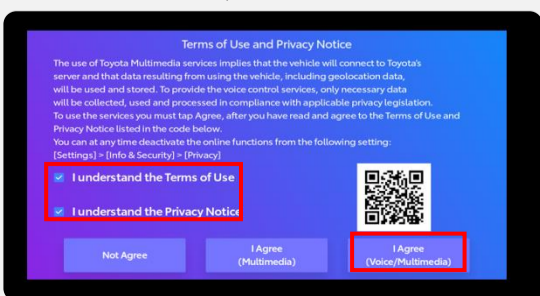 Terms of Use and Privacy Notice
The use of Toyota Multimedia services implies that the vehicle will connect to Toyota's
server and that data resulting from using the vehicle, including geolocation data,
will be used and stored. To provide the voice control services, only necessary data
will be collected, used and processed in compliance with applicable privacy legislation.
To use the services you must tap Agree, after you have read and agree to the Terms of Use and
Privacy Notice listed in the code below.
You can at any time deactivate the online functions from the following setting:
[Settings] > [Info & Security] > [Privacy]
I understand the Terms of Use
I understand the Privacy Notice
Not Agree
I Agree
(Multimedia)
I Agree
(Voice/Multimedia)